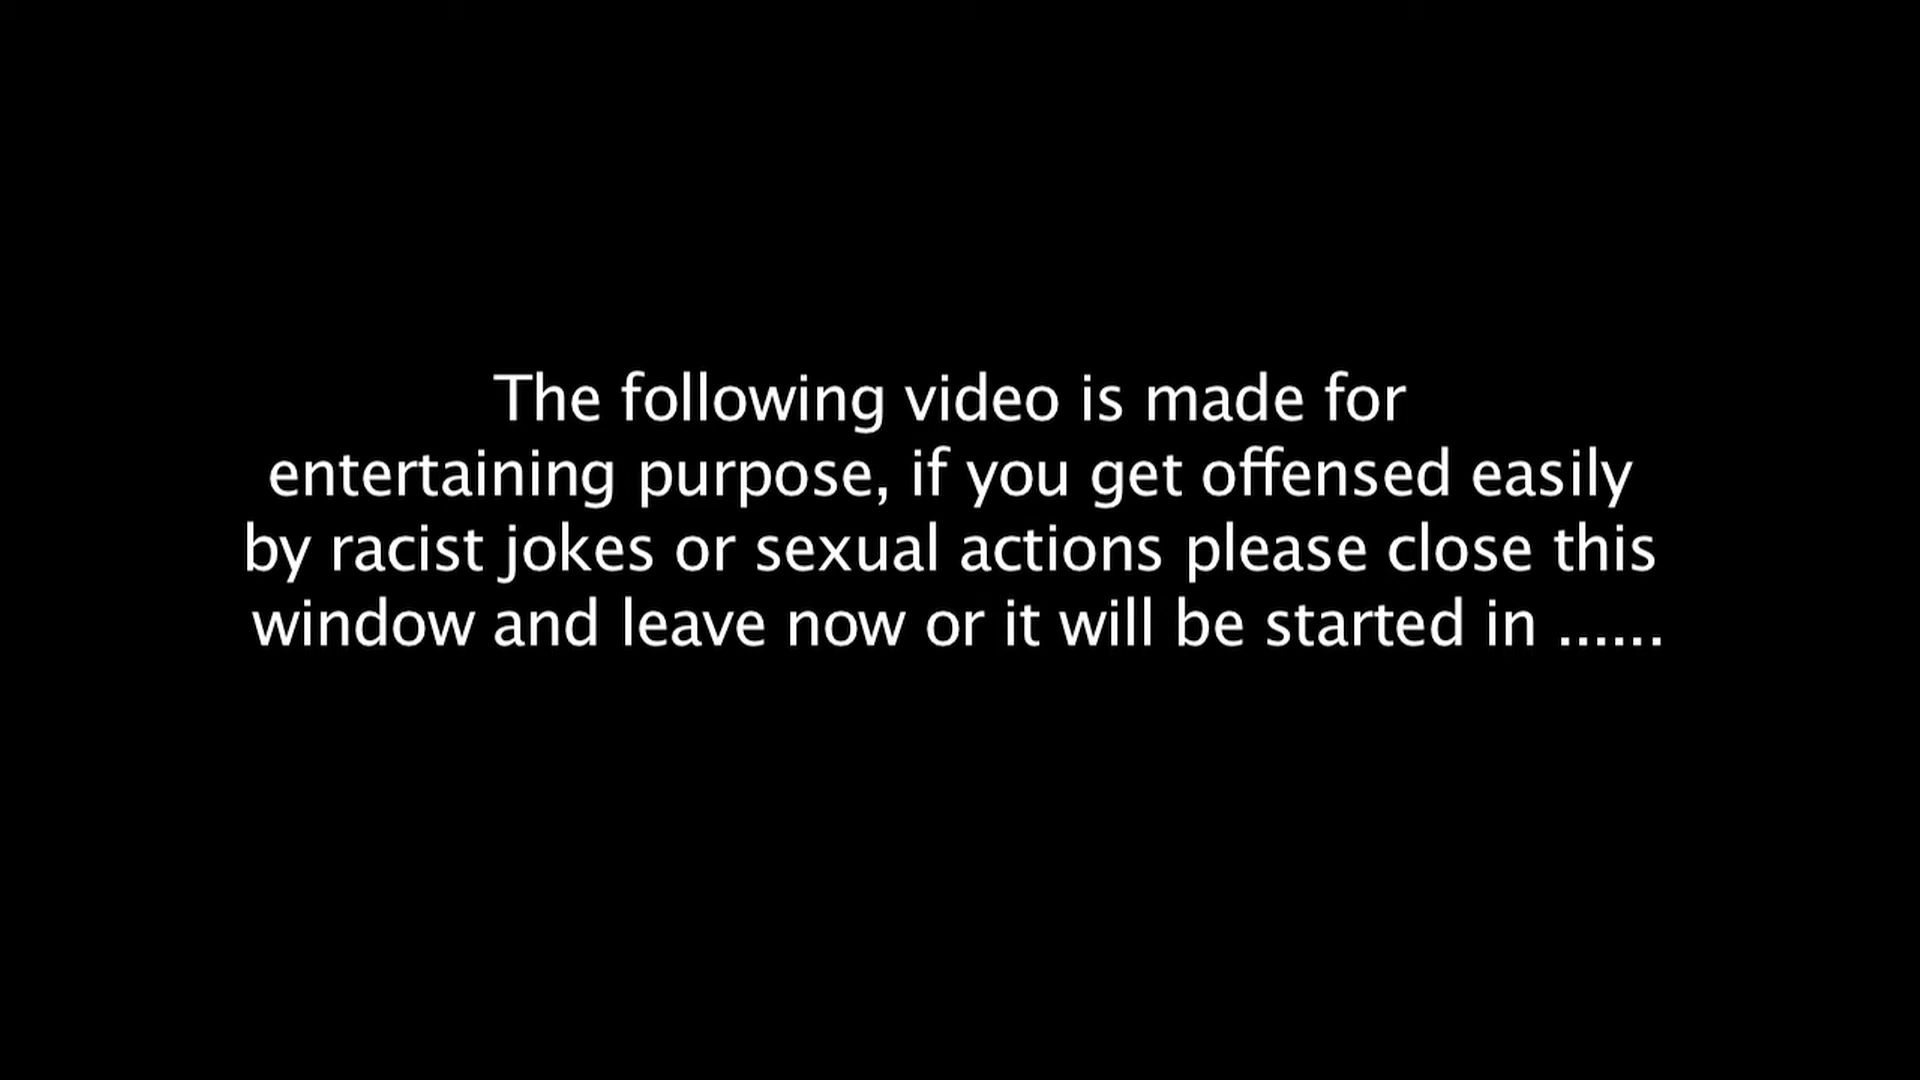 The following video is made for
entertaining purpose, if you get offensed easily
by racist jokes or sexual actions please close this
window and leave now or it will be started in ......